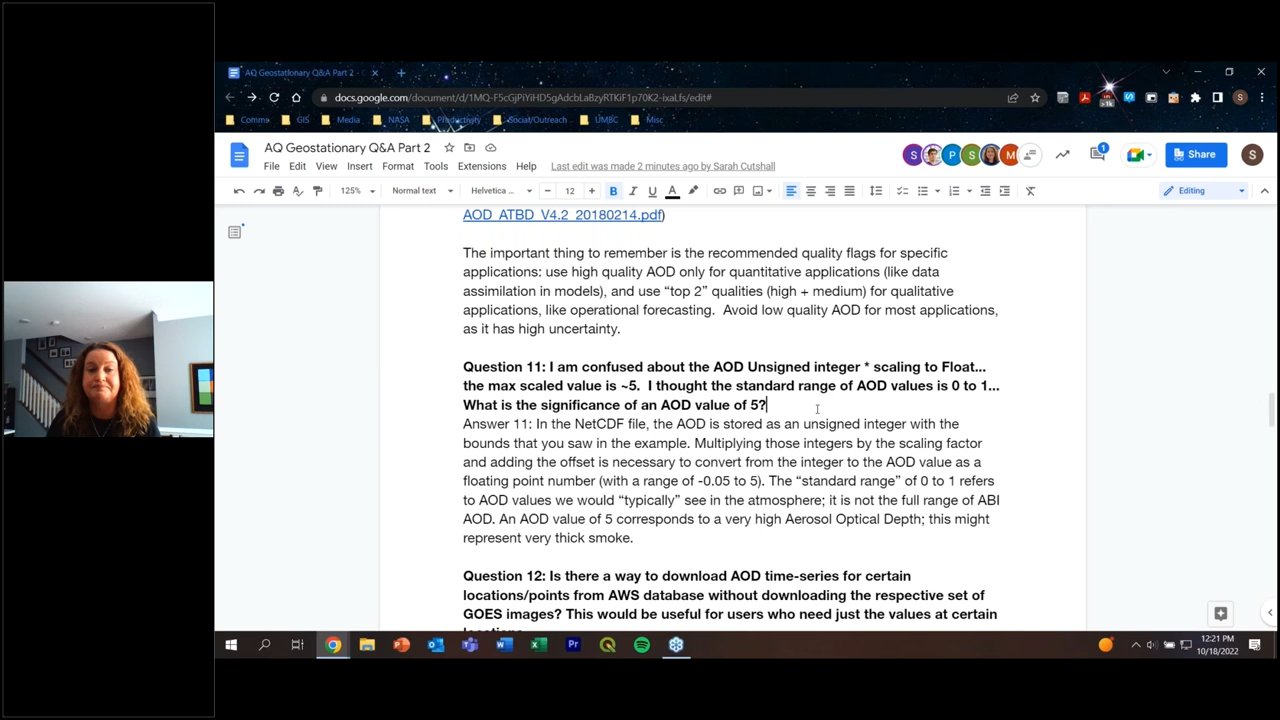 AQ Geostationary Q&A Part 2 -
docs.google.com/document/d/1MQ-F5cGjPiYiHD5gAdcbLaBzyRTKiF1p70K2-ixaLfs/edit#
Comms GIS Media NASA Productivity Social/Outreach UMBC Misc
AQ Geostationary Q&A Part 2
File Edit View Insert Format Tools Extensions Help Last edit was made 2 minutes ago by Sarah Cutshall
Share
125% Normal text Helvetica ... 12 Editing
AOD_ATBD_V4.2_20180214.pdf)
The important thing to remember is the recommended quality flags for specific
applications: use high quality AOD only for quantitative applications (like data
assimilation in models), and use “top 2” qualities (high + medium) for qualitative
applications, like operational forecasting. Avoid low quality AOD for most applications,
as it has high uncertainty.
Question 11: I am confused about the AOD Unsigned integer * scaling to Float...
the max scaled value is ~5. I thought the standard range of AOD values is 0 to 1...
What is the significance of an AOD value of 5?
Answer 11: In the NetCDF file, the AOD is stored as an unsigned integer with the
bounds that you saw in the example. Multiplying those integers by the scaling factor
and adding the offset is necessary to convert from the integer to the AOD value as a
floating point number (with a range of -0.05 to 5). The “standard range” of 0 to 1 refers
to AOD values we would “typically” see in the atmosphere; it is not the full range of ABI
AOD. An AOD value of 5 corresponds to a very high Aerosol Optical Depth; this might
represent very thick smoke.
Question 12: Is there a way to download AOD time-series for certain
locations/points from AWS database without downloading the respective set of
GOES images? This would be useful for users who need just the values at certain
12:21 PM
10/18/2022